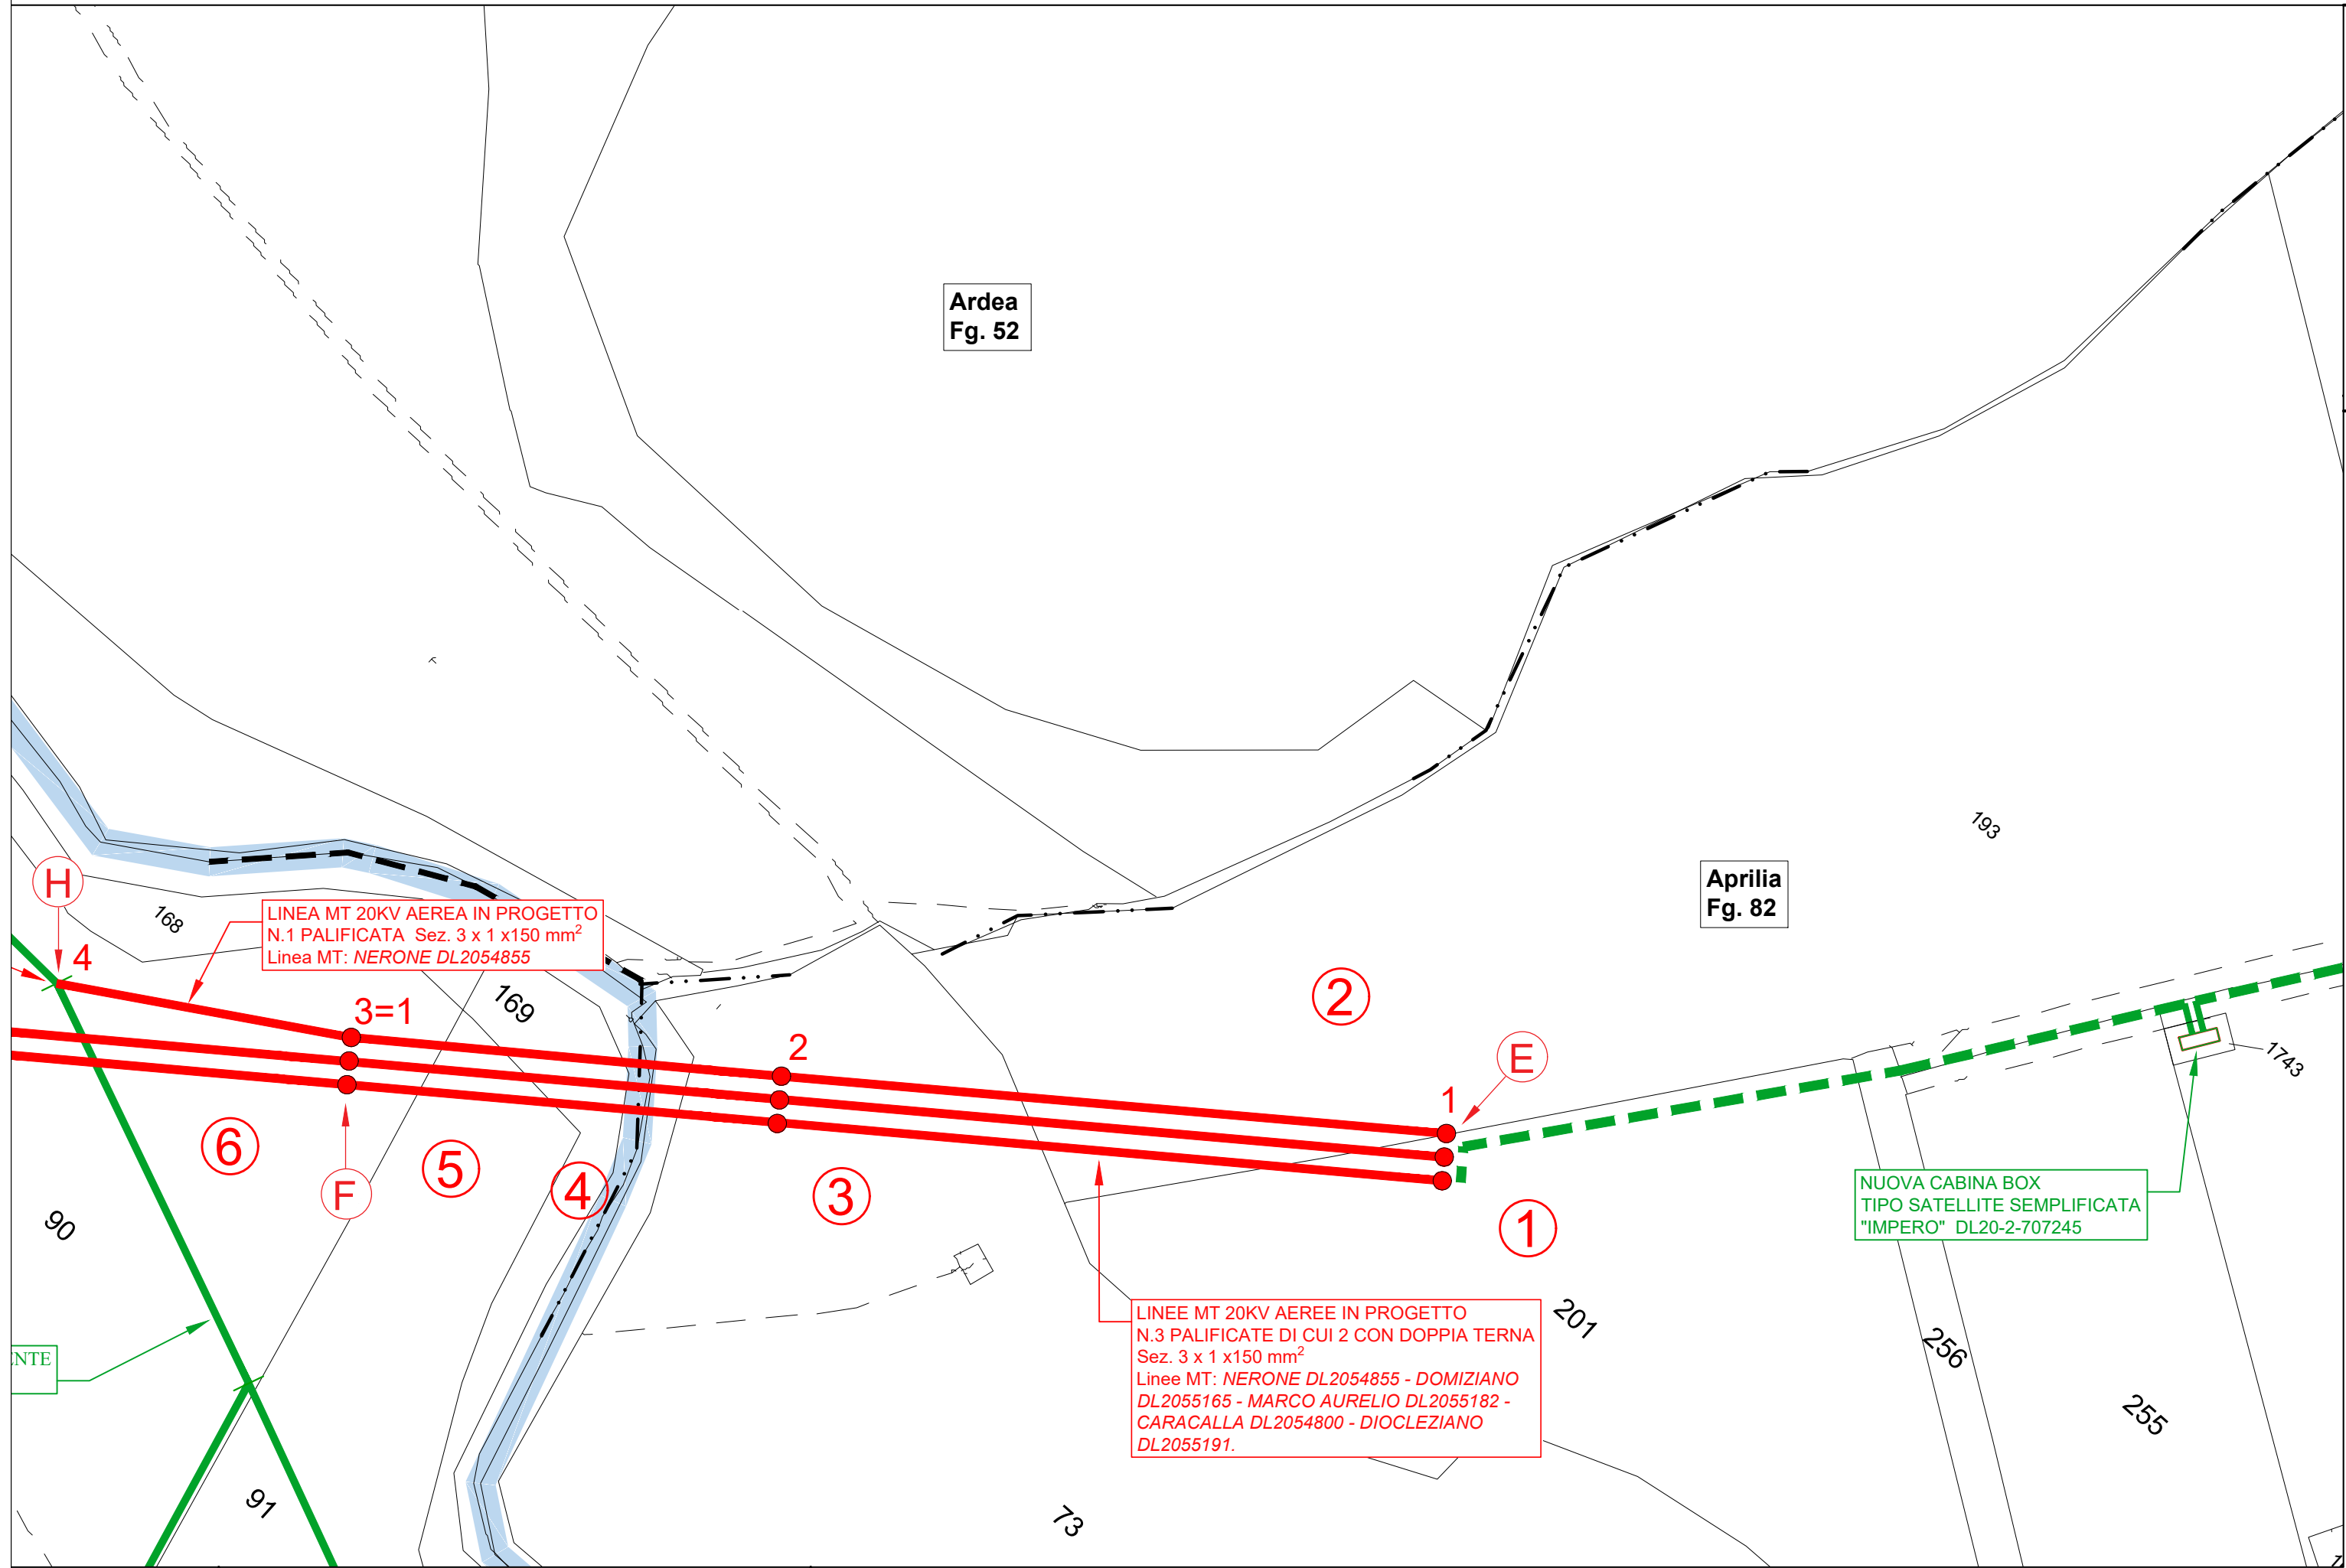 Ardea
Fg. 52
193
Aprilia
Fg. 82
H
168
LINEA MT 20KV AEREA IN PROGETTO
N.1 PALIFICATA Sez. 3 x 1 x150 mm²
Linea MT: NERONE DL2054855
4
3=1
169
2
2
E
1
1743
6
5
4
3
F
1
NUOVA CABINA BOX
TIPO SATELLITE SEMPLIFICATA
"IMPERO" DL20-2-707245
90
LINEE MT 20KV AEREE IN PROGETTO
N.3 PALIFICATE DI CUI 2 CON DOPPIA TERNA
Sez. 3 x 1 x150 mm²
Linee MT: NERONE DL2054855 - DOMIZIANO
DL2055165 - MARCO AURELIO DL2055182 -
CARACALLA DL2054800 - DIOCLEZIANO
DL2055191.
201
256
ENTE
255
91
73